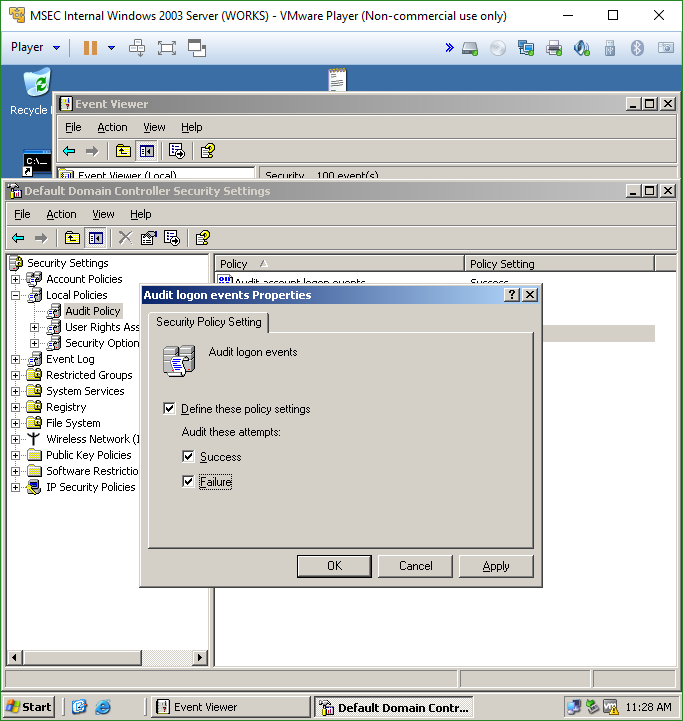 MSEC Internal Windows 2003 Server (WORKS) - VMware Player (Non-commercial use only)
Player
Recycle
C:\...
Event Viewer
File Action View Help
Event Viewer (Local)
Security 100 event(s)
Default Domain Controller Security Settings
File Action View Help
Security Settings
Account Policies
Local Policies
Audit Policy
User Rights Ass
Security Option
Event Log
Restricted Groups
System Services
Registry
File System
Wireless Network (I
Public Key Policies
Software Restrictio
IP Security Policies
Policy Policy Setting
Audit account logon events Success
Audit logon events Properties
Security Policy Setting
Audit logon events
Define these policy settings
Audit these attempts:
Success
Failure
OK Cancel Apply
Start Event Viewer Default Domain Contr... 11:28 AM